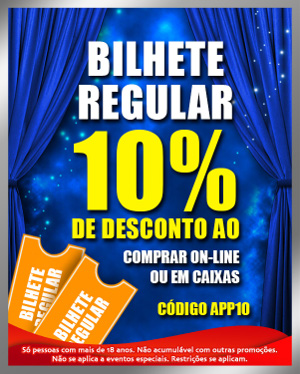 BILHETE
REGULAR
10%
DE DESCONTO AO
COMPRAR ON-LINE
OU EM CAIXAS
CÓDIGO APP10
BILHETE
REGULAR
BILHETE
REGULAR
Só pessoas com mais de 18 anos. Não acumulável com outras promoções.
Não se aplica a eventos especiais. Restrições se aplicam.